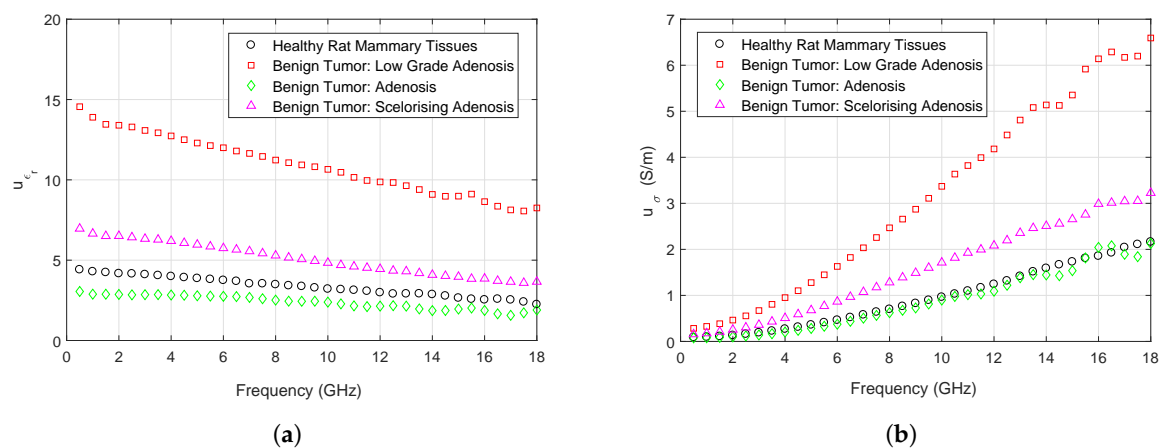 20
15
10
5
0
0 2 4 6 8 10 12 14 16 18
u ϵr
Frequency (GHz)
Healthy Rat Mammary Tissues
Benign Tumor: Low Grade Adenosis
Benign Tumor: Adenosis
Benign Tumor: Scelorising Adenosis
(a)
7
6
5
4
3
2
1
0
0 2 4 6 8 10 12 14 16 18
u σ (S/m)
Frequency (GHz)
Healthy Rat Mammary Tissues
Benign Tumor: Low Grade Adenosis
Benign Tumor: Adenosis
Benign Tumor: Scelorising Adenosis
(b)